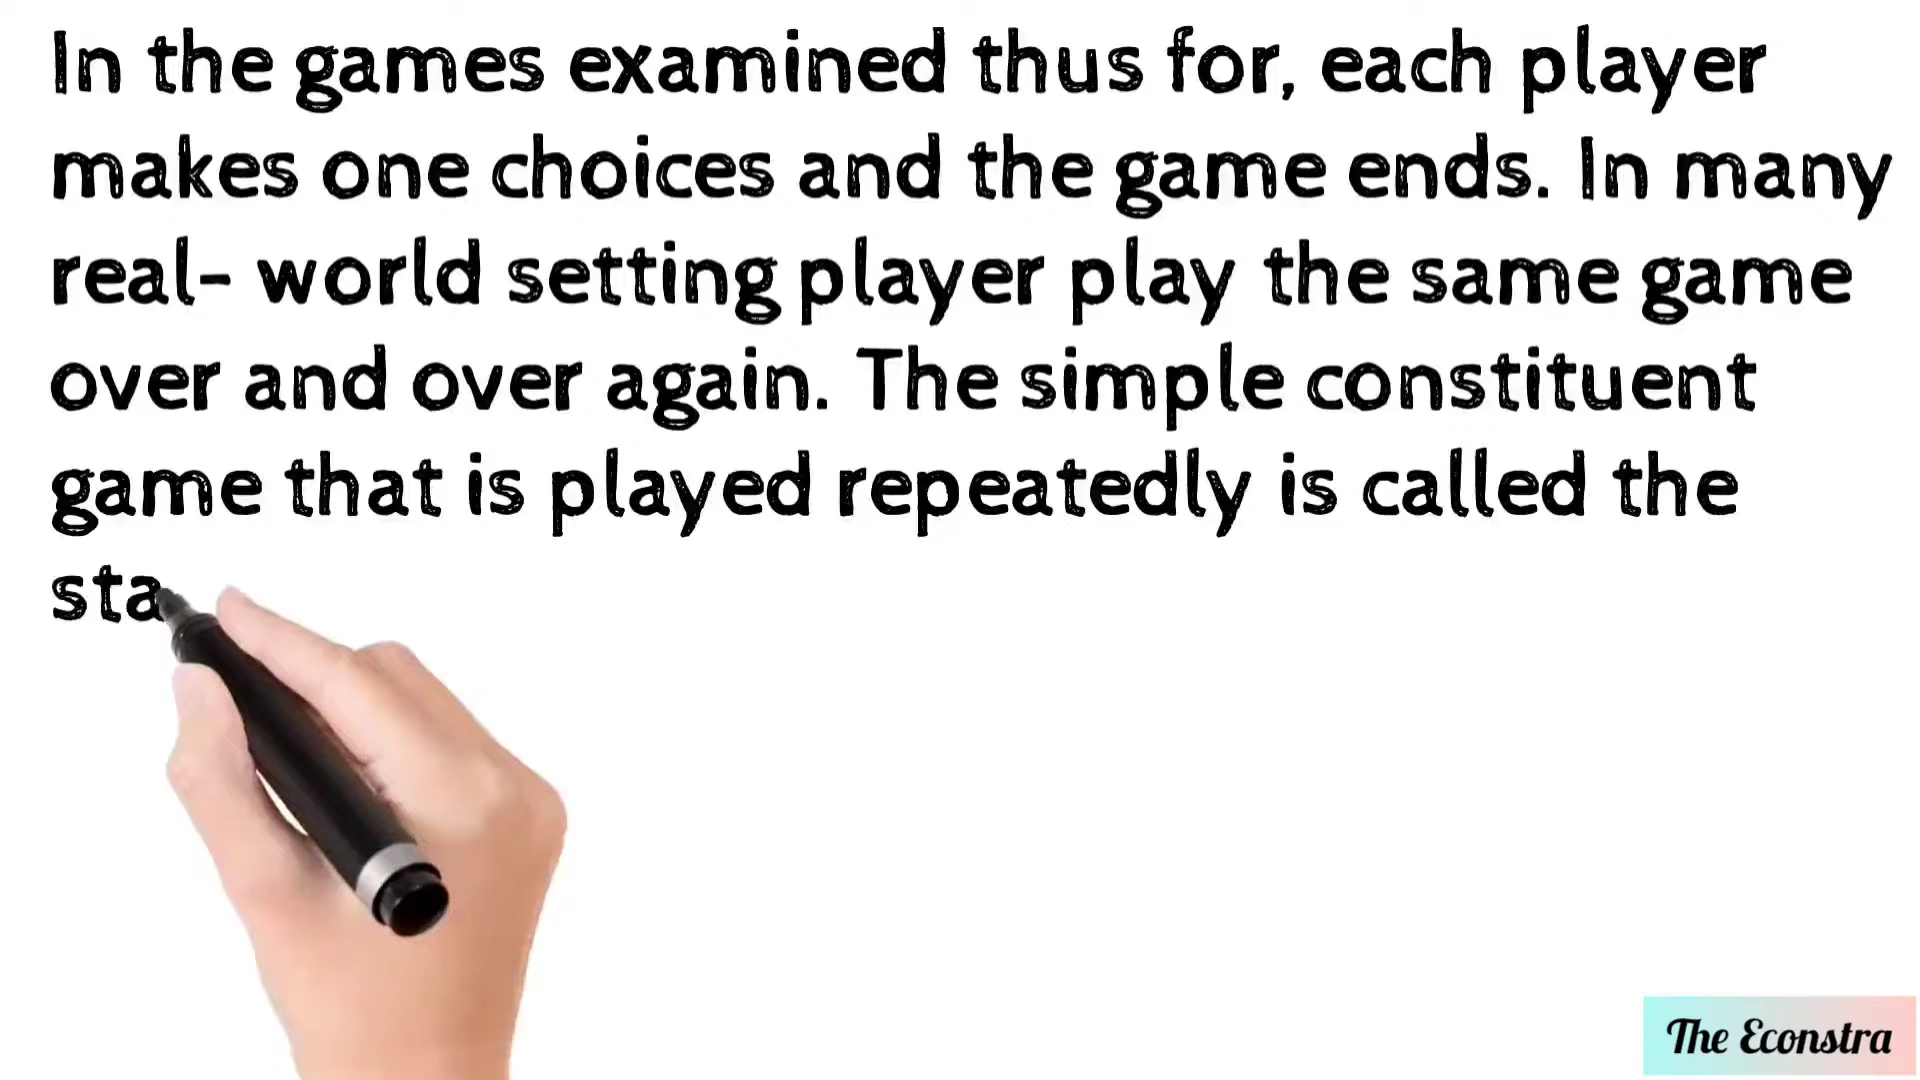 In the games examined thus for, each player
makes one choices and the game ends. In many
real- world setting player play the same game
over and over again. The simple constituent
game that is played repeatedly is called the
sta
The Econstra